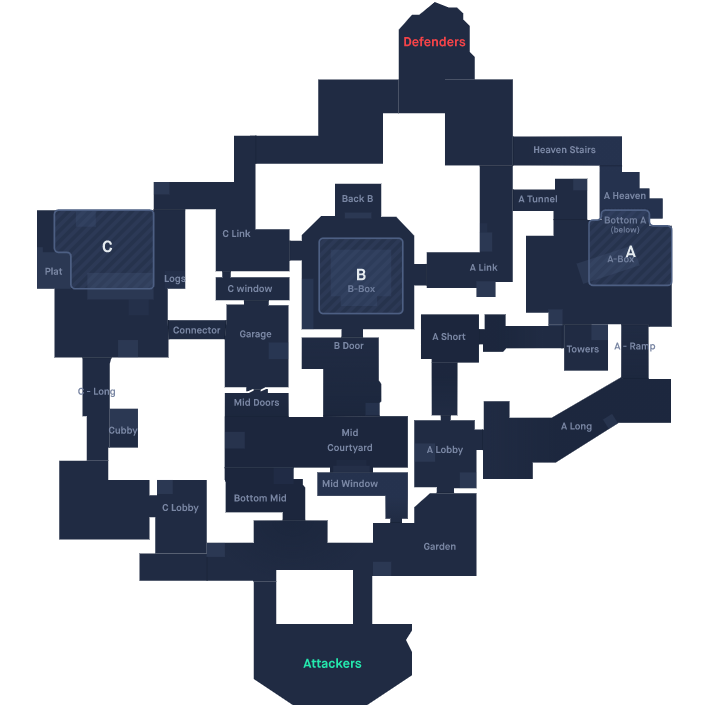 Defenders
Heaven Stairs
Back B
A Tunnel
A Heaven
Bottom A
(below)
C Link
C
B
A
A-Box
A Link
Plat
Logs
C window
B-Box
Connector
Garage
B Door
A Short
Towers
A - Ramp
C - Long
Mid Doors
Cubby
Mid
Courtyard
A Long
A Lobby
Mid Window
Bottom Mid
C Lobby
Garden
Attackers